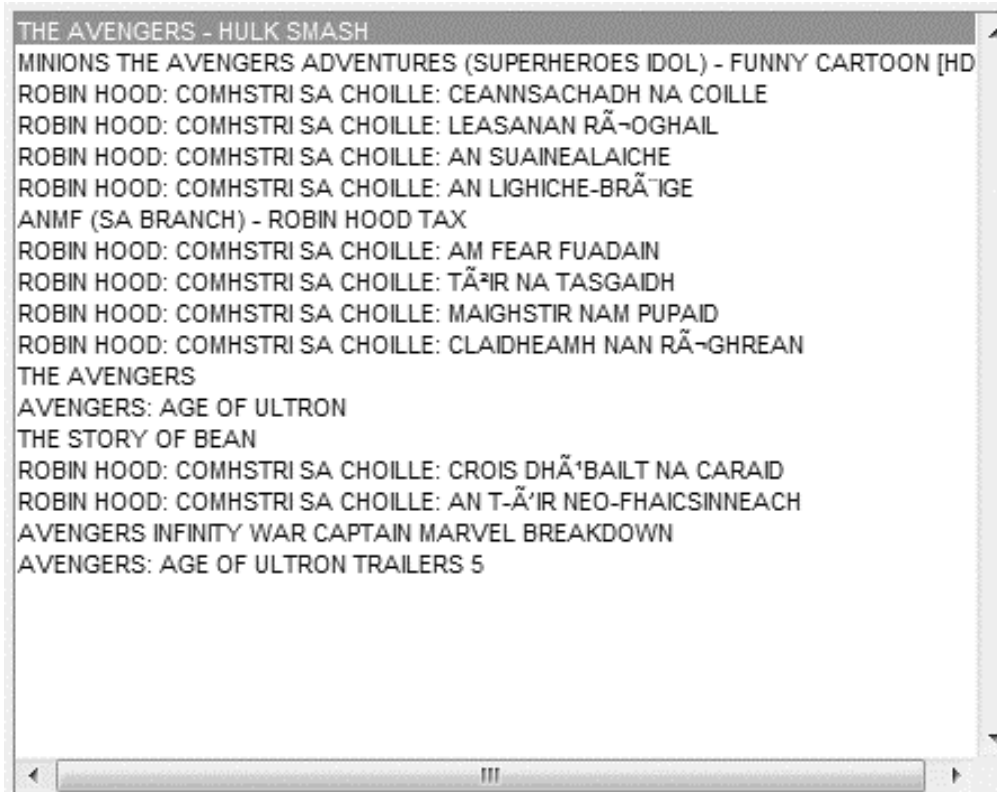 THE AVENGERS - HULK SMASH
MINIONS THE AVENGERS ADVENTURES (SUPERHEROES IDOL) - FUNNY CARTOON [HD
ROBIN HOOD: COMHSTRI SA CHOILLE: CEANNSACHADH NA COILLE
ROBIN HOOD: COMHSTRI SA CHOILLE: LEASANAN RÃ¬OGHAIL
ROBIN HOOD: COMHSTRI SA CHOILLE: AN SUAINEALAICHE
ROBIN HOOD: COMHSTRI SA CHOILLE: AN LIGHICHE-BRÃ¨IGE
ANMF (SA BRANCH) - ROBIN HOOD TAX
ROBIN HOOD: COMHSTRI SA CHOILLE: AM FEAR FUADAIN
ROBIN HOOD: COMHSTRI SA CHOILLE: TÃ²IR NA TASGAIDH
ROBIN HOOD: COMHSTRI SA CHOILLE: MAIGHSTIR NAM PUPAID
ROBIN HOOD: COMHSTRI SA CHOILLE: CLAIDHEAMH NAN RÃ¬GHREAN
THE AVENGERS
AVENGERS: AGE OF ULTRON
THE STORY OF BEAN
ROBIN HOOD: COMHSTRI SA CHOILLE: CROIS DHÃ¹BAILT NA CARAID
ROBIN HOOD: COMHSTRI SA CHOILLE: AN T-Ã’IR NEO-FHAICSINNEACH
AVENGERS INFINITY WAR CAPTAIN MARVEL BREAKDOWN
AVENGERS: AGE OF ULTRON TRAILERS 5